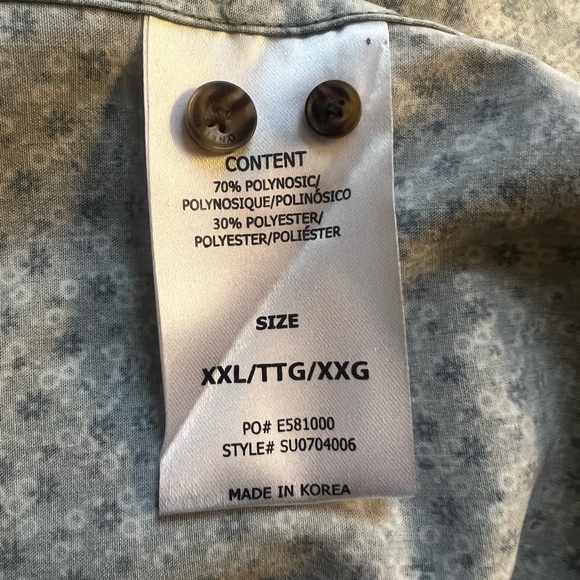 CONTENT
70% POLYNOSIC/
POLYNOSIQUE/POLINÓSICO
30% POLYESTER/
POLYESTER/POLIÉSTER
SIZE
XXL/TTG/XXG
PO# E581000
STYLE# SU0704006
MADE IN KOREA